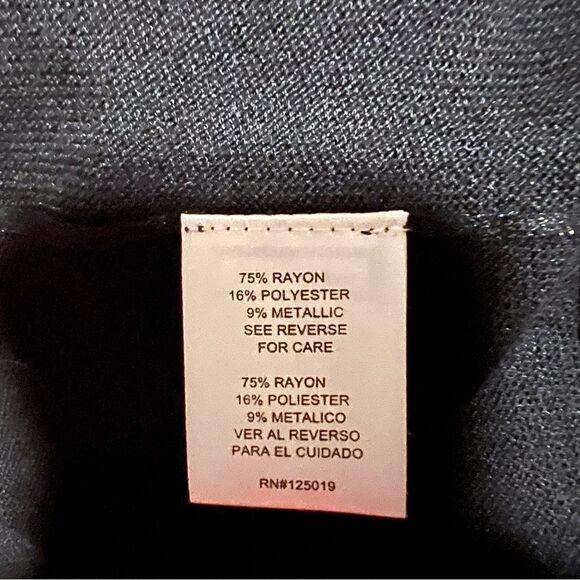 75% RAYON
16% POLYESTER
9% METALLIC
SEE REVERSE
FOR CARE
75% RAYON
16% POLIESTER
9% METALICO
VER AL REVERSO
PARA EL CUIDADO
RN#125019